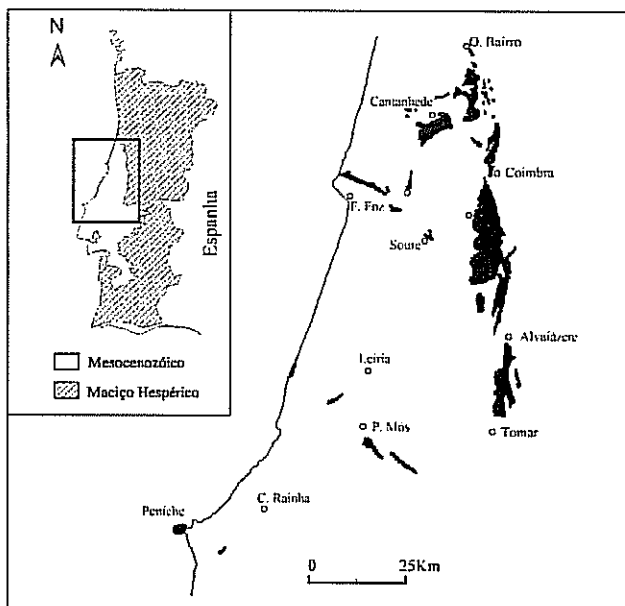 N
Espanha
Mesocenozóico
Maciço Hespérico
O. Bairro
Cantanhede
Coimbra
F. Foz
Soure
Alvaiázere
Leiria
P. Mós
Tomar
C. Rainha
Peniche
0 25Km